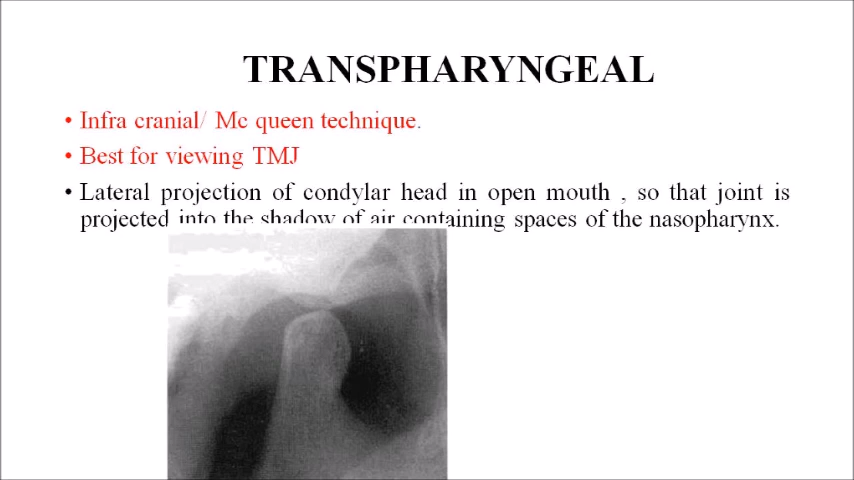 TRANSPHARYNGEAL
• Infra cranial/ Mc queen technique.
• Best for viewing TMJ
• Lateral projection of condylar head in open mouth , so that joint is
projected into the shadow of air containing spaces of the nasopharynx.